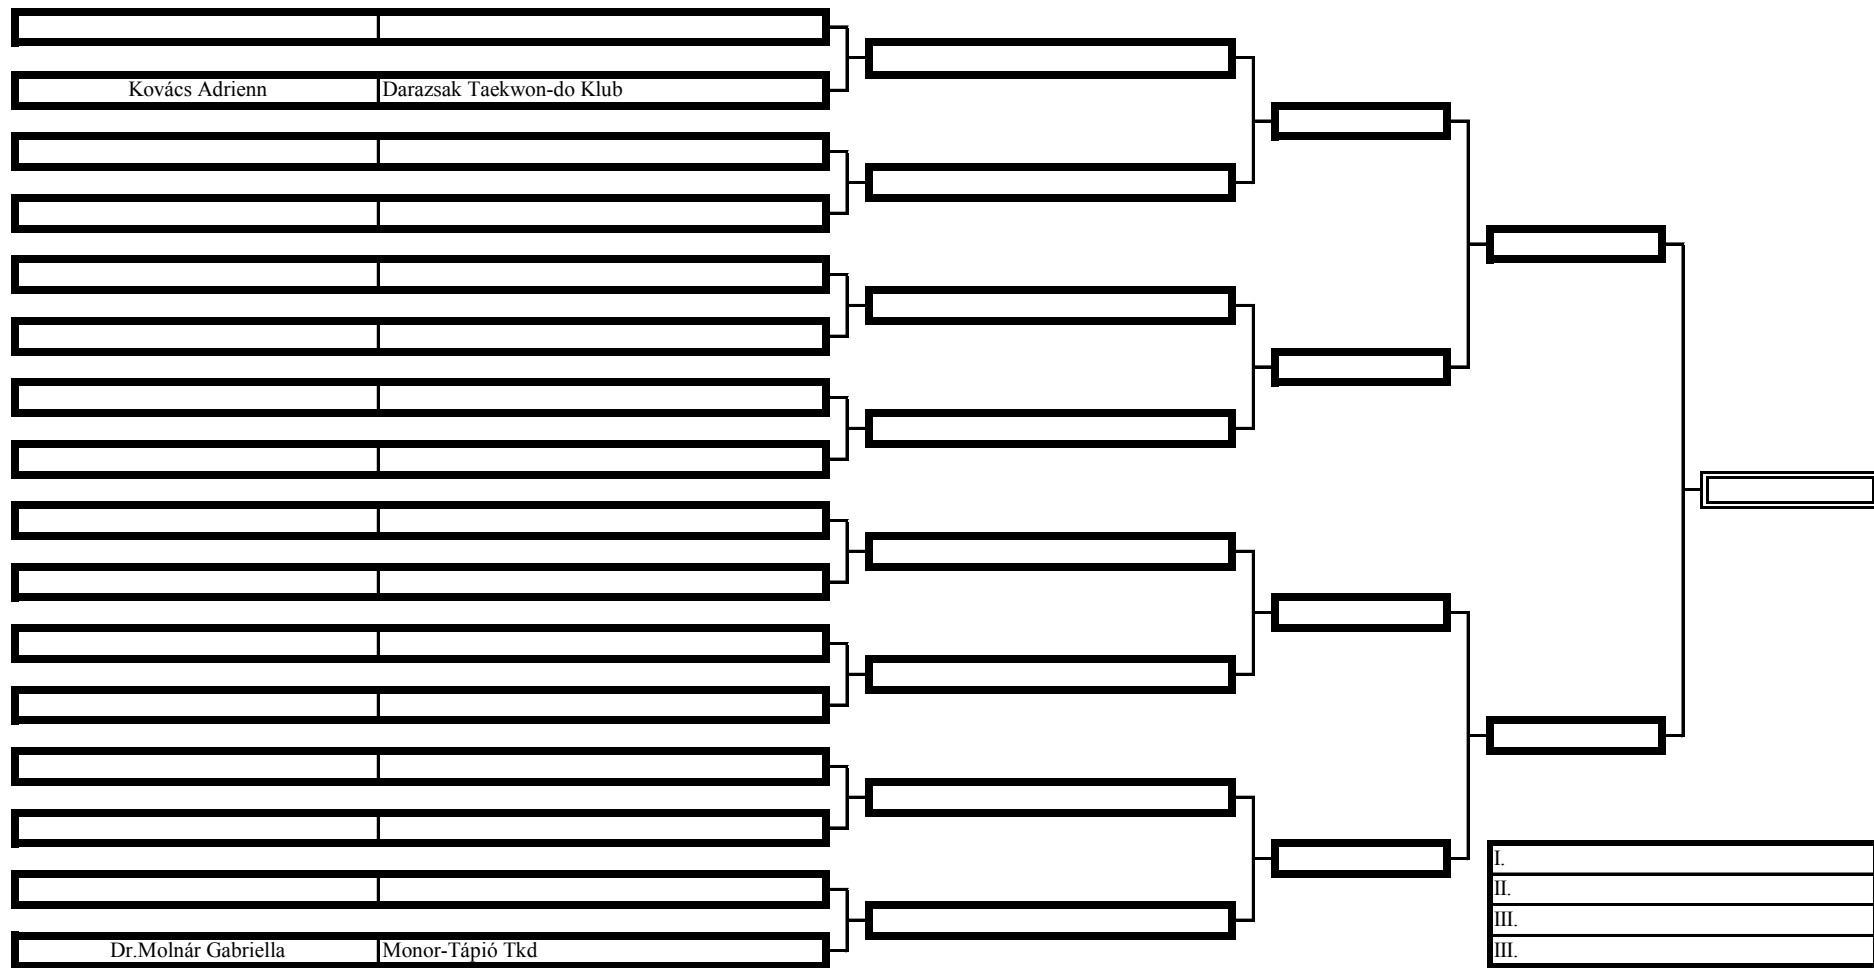 Kovács Adrienn Darazsak Taekwon-do Klub
Dr.Molnár Gabriella Monor-Tápió Tkd
I.
II.
III.
III.